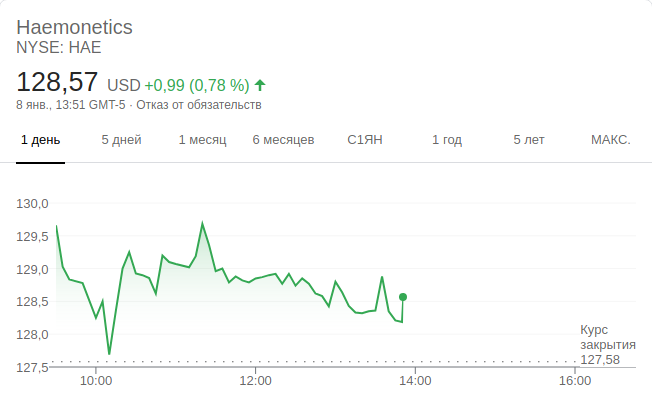 Haemonetics
NYSE: HAE
128,57 USD +0,99 (0,78 %)
8 янв., 13:51 GMT-5 · Отказ от обязательств
1 день 5 дней 1 месяц 6 месяцев С1ЯН 1 год 5 лет МАКС.
130,0
129,5
129,0
128,5
128,0
127,5
Курс
закрытия
127,58
10:00 12:00 14:00 16:00